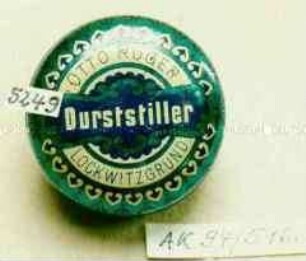 OTTO RÜGER
5249
Durststiller
LOCKWITZGRUND
AK 94/516